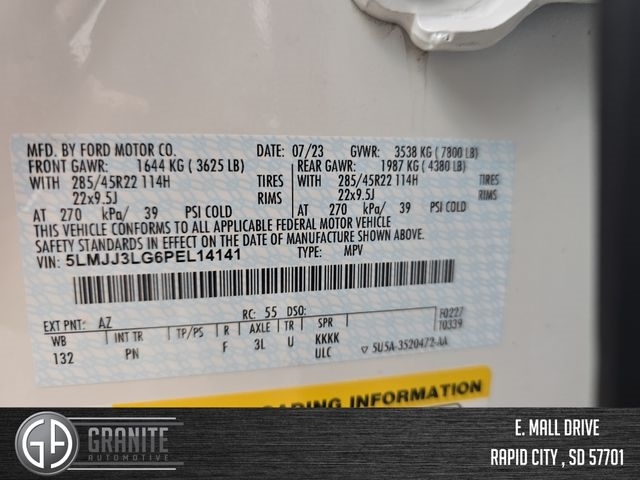 MFD. BY FORD MOTOR CO. DATE: 07/23 GVWR: 3538 KG ( 7800 LB)
FRONT GAWR: 1644 KG ( 3625 LB) REAR GAWR: 1987 KG ( 4380 LB)
WITH 285/45R22 114H TIRES WITH 285/45R22 114H TIRES
22x9.5J RIMS 22x9.5J RIMS
AT 270 kPa/ 39 PSI COLD AT 270 kPa/ 39 PSI COLD
THIS VEHICLE CONFORMS TO ALL APPLICABLE FEDERAL MOTOR VEHICLE
SAFETY STANDARDS IN EFFECT ON THE DATE OF MANUFACTURE SHOWN ABOVE.
VIN: 5LMJJ3LG6PEL14141 TYPE: MPV
EXT PNT: AZ RC: 55 DSO: F0227
T0339
WB INT TR TP/PS R AXLE TR SPR
132 PN F 3L U KKKK
ULC ▽ 5U5A-3520472-AA
ADING INFORMATION
GA GRANITE
AUTOMOTIVE
E. MALL DRIVE
RAPID CITY , SD 57701